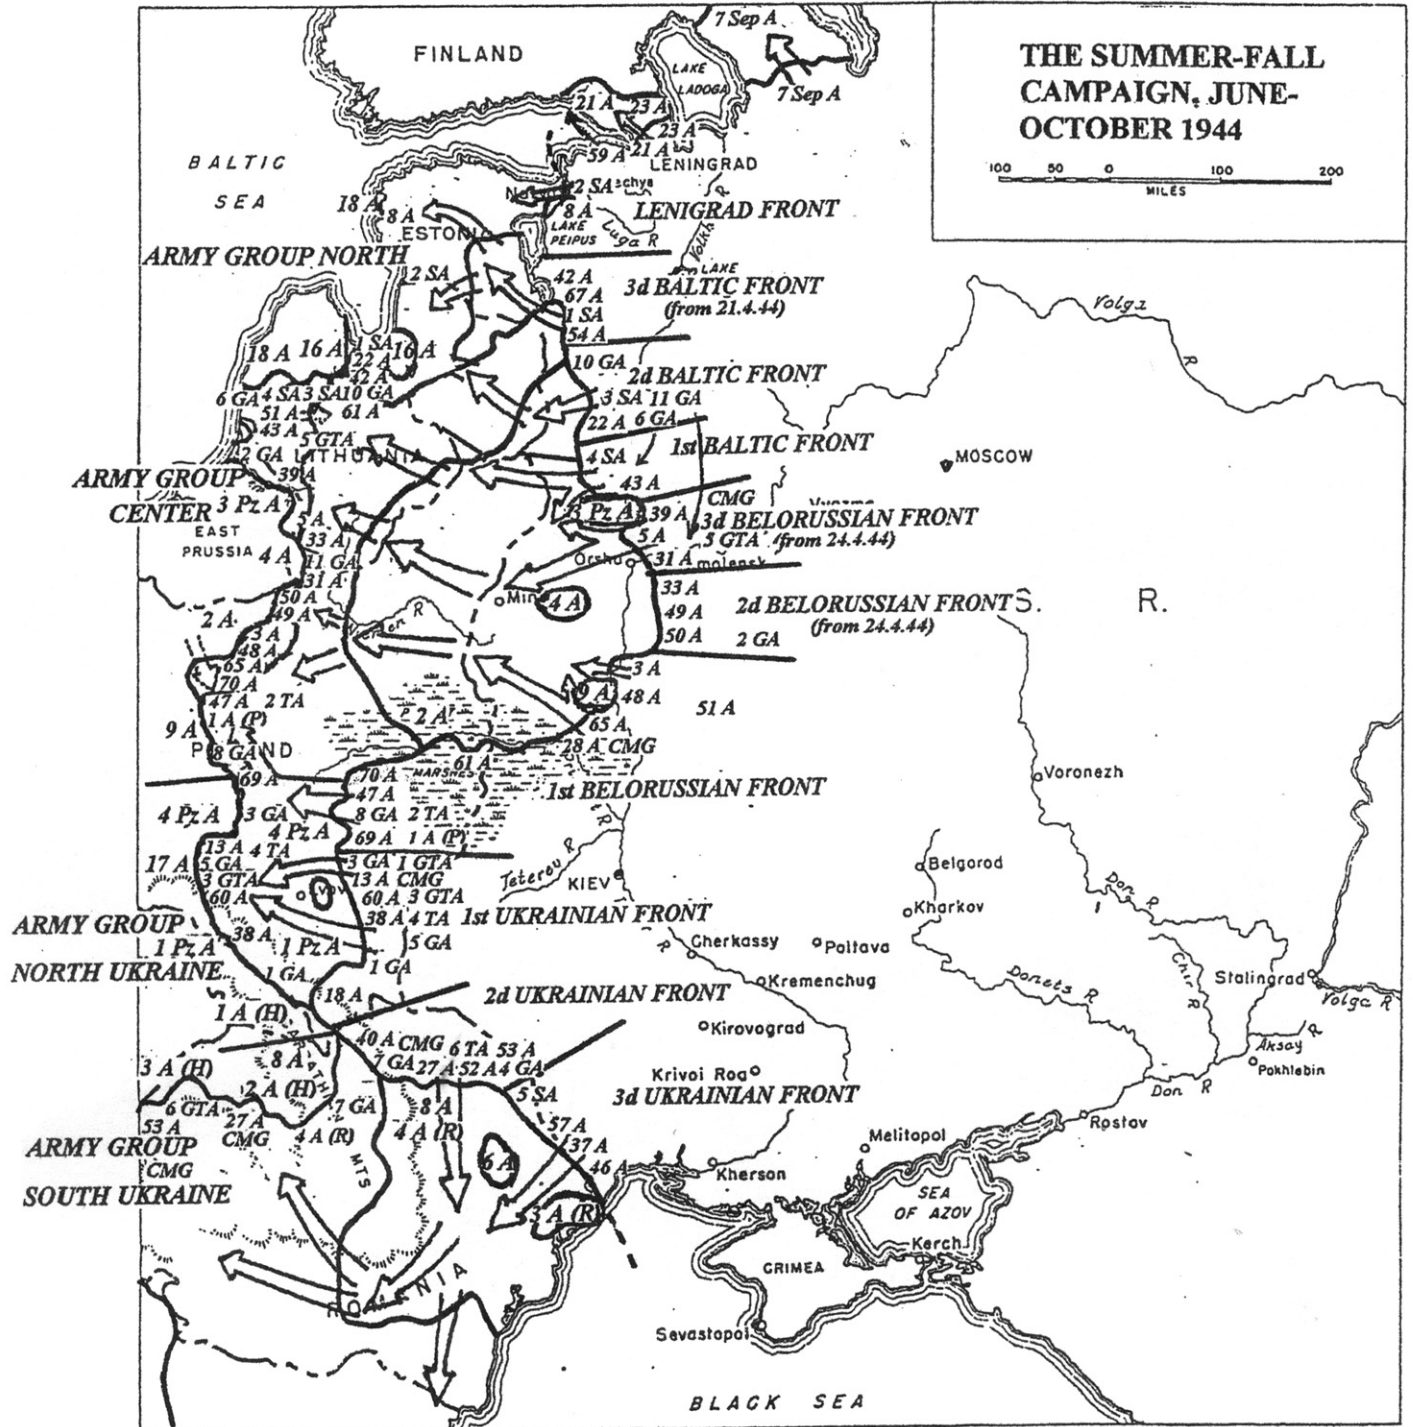 THE SUMMER-FALL
CAMPAIGN, JUNE-
OCTOBER 1944
100 50 0 100 200
MILES
7 Sep A
FINLAND
LAKE
LADOGA
7 Sep A
21 A
23 A
23 A
21 A
59 A
LENINGRAD
BALTIC
SEA
2 SA
8 A
18 A
8 A
LENIGRAD FRONT
ESTONIA
LAKE
PEIPUS
Luga R
Volkh
R
ARMY GROUP NORTH
2 SA
LAKE
42 A
67 A
1 SA
54 A
3d BALTIC FRONT
(from 21.4.44)
Volga
R
18 A
16 A
1 SA
22 A
42 A
16 A
10 GA
2d BALTIC FRONT
6 GA
4 SA
3 SA
10 GA
51 A
61 A
3 SA
11 GA
43 A
5 GTA
22 A
6 GA
1st BALTIC FRONT
2 GA
LITHUANIA
39 A
4 SA
MOSCOW
ARMY GROUP
CENTER
3 Pz A
43 A
CMG
EAST
PRUSSIA
5 A
33 A
3 Pz A
39 A
3d BELORUSSIAN FRONT
(from 24.4.44)
5 A
5 GTA
4 A
11 GA
31 A
Orsha
31 A
50 A
49 A
Min
4 A
33 A
49 A
50 A
2d BELORUSSIAN FRONT
(from 24.4.44)
S. R.
2 GA
2 A
3 A
48 A
65 A
70 A
47 A
2 TA
3 A
9 A
48 A
51 A
9 A
1 A (P)
8 GA
POLAND
2 A
65 A
28 A
CMG
69 A
70 A
MARSHES
61 A
47 A
1st BELORUSSIAN FRONT
Voronezh
4 Pz A
3 GA
8 GA
2 TA
4 Pz A
69 A
1 A (P)
R
Teterev R
13 A
4 TA
17 A
5 GA
3 GTA
60 A
3 GA
1 GTA
13 A
CMG
60 A
3 GTA
38 A
4 TA
KIEV
Belgorod
Kharkov
Don R
1st UKRAINIAN FRONT
ARMY GROUP
NORTH UKRAINE
1 Pz A
38 A
1 Pz A
5 GA
1 GA
1 GA
R
Cherkassy
Poltava
Kremenchug
Donets R
Chir R
Stalingrad
Volga R
18 A
2d UKRAINIAN FRONT
1 A (H)
Kirovograd
Aksay R
Pokhlebin
3 A (H)
8 A
2 A (H)
40 A
CMG
6 TA
53 A
7 GA
27 A
52 A
4 GA
Krivoi Rog
3d UKRAINIAN FRONT
Don R
5 SA
6 GTA
53 A
27 A
CMG
7 GA
4 A (R)
8 A
4 A (R)
57 A
37 A
46 A
Rostov
Melitopol
ARMY GROUP
CMG
SOUTH UKRAINE
MTS
6 A
3 A (R)
Kherson
SEA
OF AZOV
Kerch
CRIMEA
Sevastopol
BLACK SEA